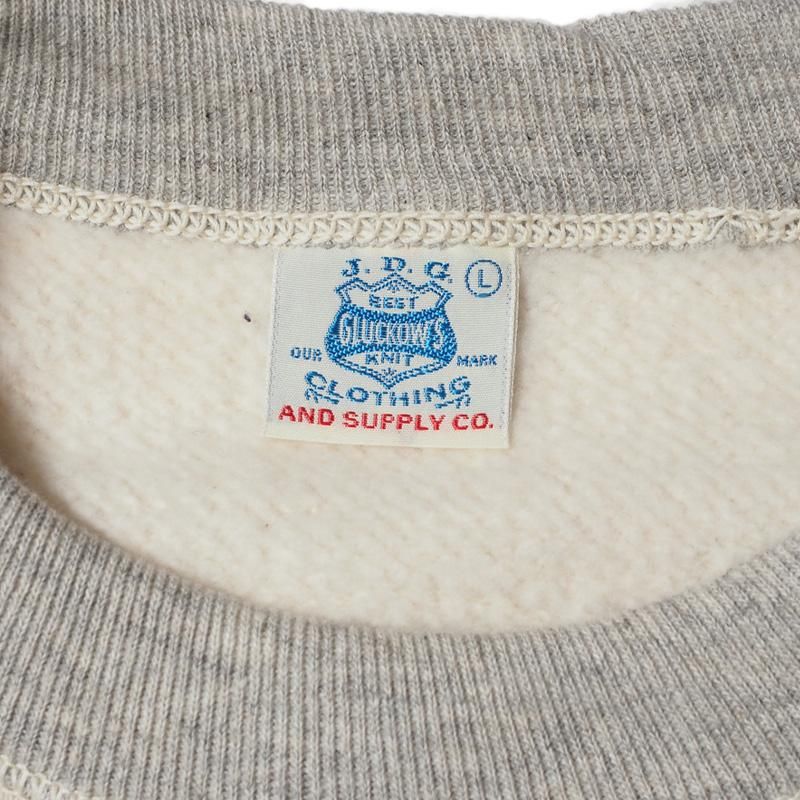 J. D. G. L
BEST
GLUCKOW'S
OUR KNIT MARK
CLOTHING
AND SUPPLY CO.